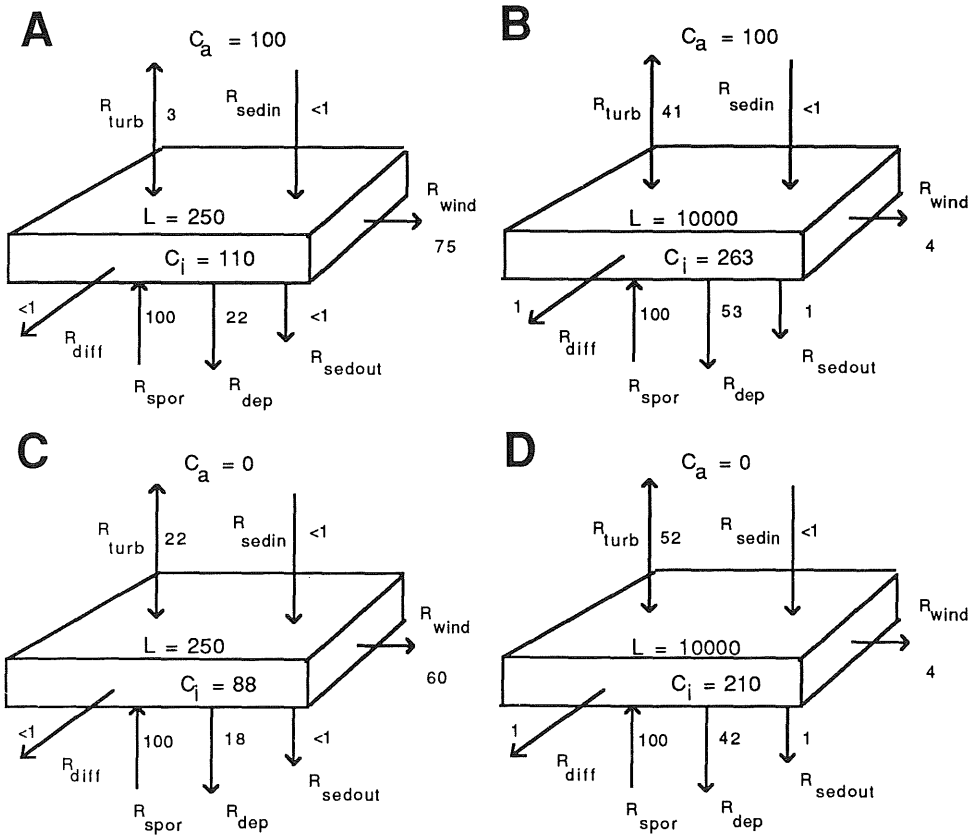 A
C a = 100
R turb 3
R sedin <1
L = 250
R wind 75
C i = 110
<1 R diff
100 R spor
22 R dep
<1 R sedout
B
C a = 100
R turb 41
R sedin <1
L = 10000
R wind 4
C i = 263
1 R diff
100 R spor
53 R dep
1 R sedout
C
C a = 0
R turb 22
R sedin <1
L = 250
R wind 60
C i = 88
<1 R diff
100 R spor
18 R dep
<1 R sedout
D
C a = 0
R turb 52
R sedin <1
L = 10000
R wind 4
C i = 210
1 R diff
100 R spor
42 R dep
1 R sedout